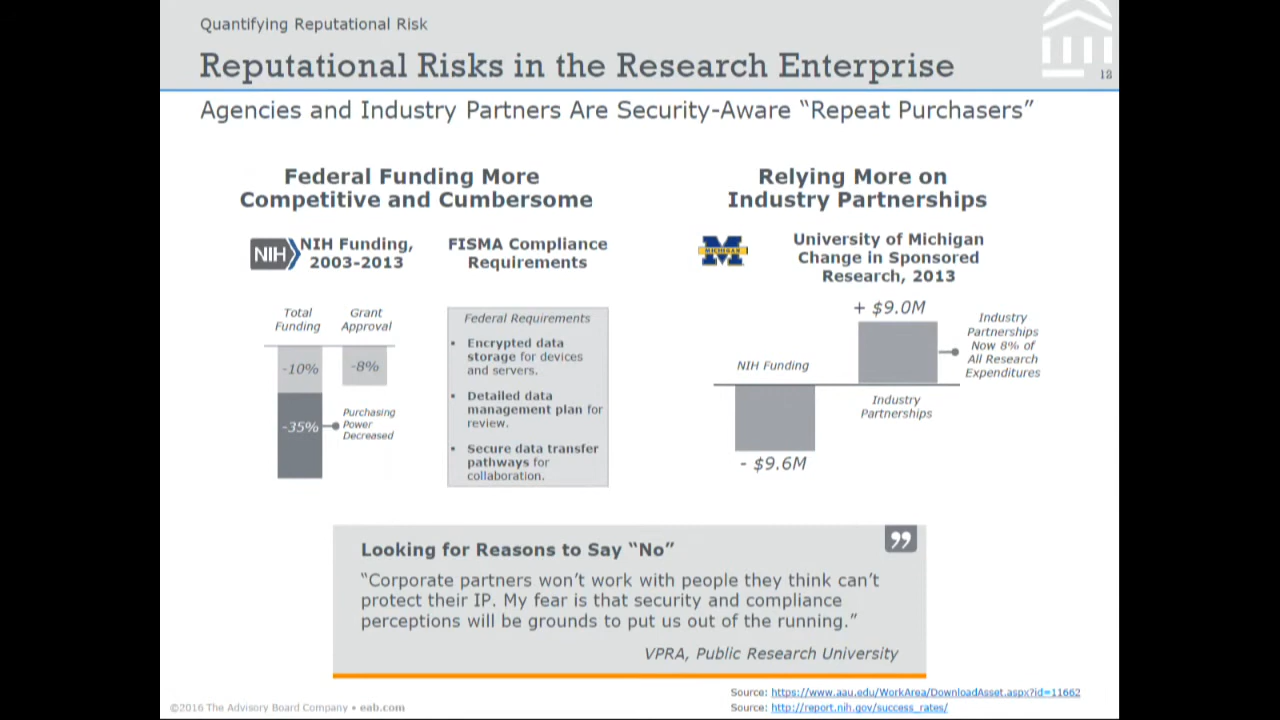 Quantifying Reputational Risk
Reputational Risks in the Research Enterprise
12
Agencies and Industry Partners Are Security-Aware “Repeat Purchasers”
Federal Funding More
Competitive and Cumbersome
NIH
NIH Funding,
2003-2013
FISMA Compliance
Requirements
Total
Funding
Grant
Approval
-10%
-8%
-35%
Purchasing
Power
Decreased
Federal Requirements
• Encrypted data
storage for devices
and servers.
• Detailed data
management plan for
review.
• Secure data transfer
pathways for
collaboration.
Relying More on
Industry Partnerships
MICHIGAN
University of Michigan
Change in Sponsored
Research, 2013
+ $9.0M
NIH Funding
Industry
Partnerships
Now 8% of
All Research
Expenditures
Industry
Partnerships
- $9.6M
Looking for Reasons to Say “No”
“Corporate partners won’t work with people they think can’t
protect their IP. My fear is that security and compliance
perceptions will be grounds to put us out of the running.”
VPRA, Public Research University
Source: https://www.aau.edu/WorkArea/DownloadAsset.aspx?id=11662
Source: http://report.nih.gov/success_rates/
©2016 The Advisory Board Company • eab.com